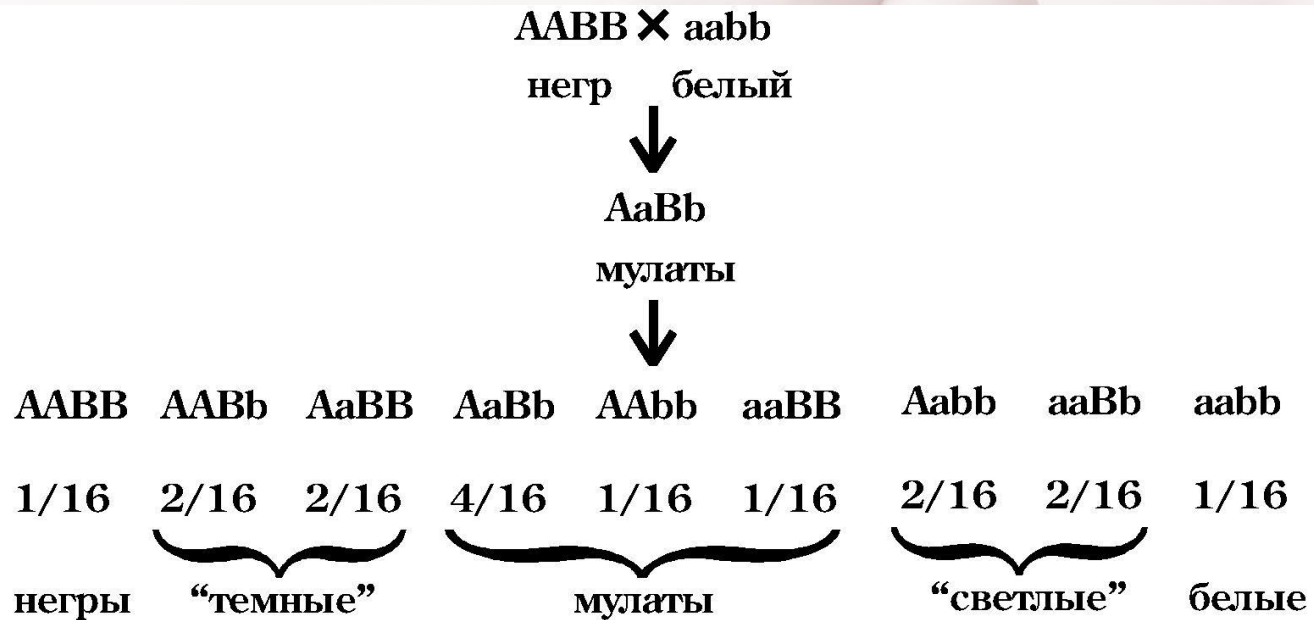 AABB × aabb
негр белый
AaBb
мулаты
AABB AABb AaBB AaBb AAbb aaBB Aabb aaBb aabb
1/16 2/16 2/16 4/16 1/16 1/16 2/16 2/16 1/16
негры “темные” мулаты “светлые” белые